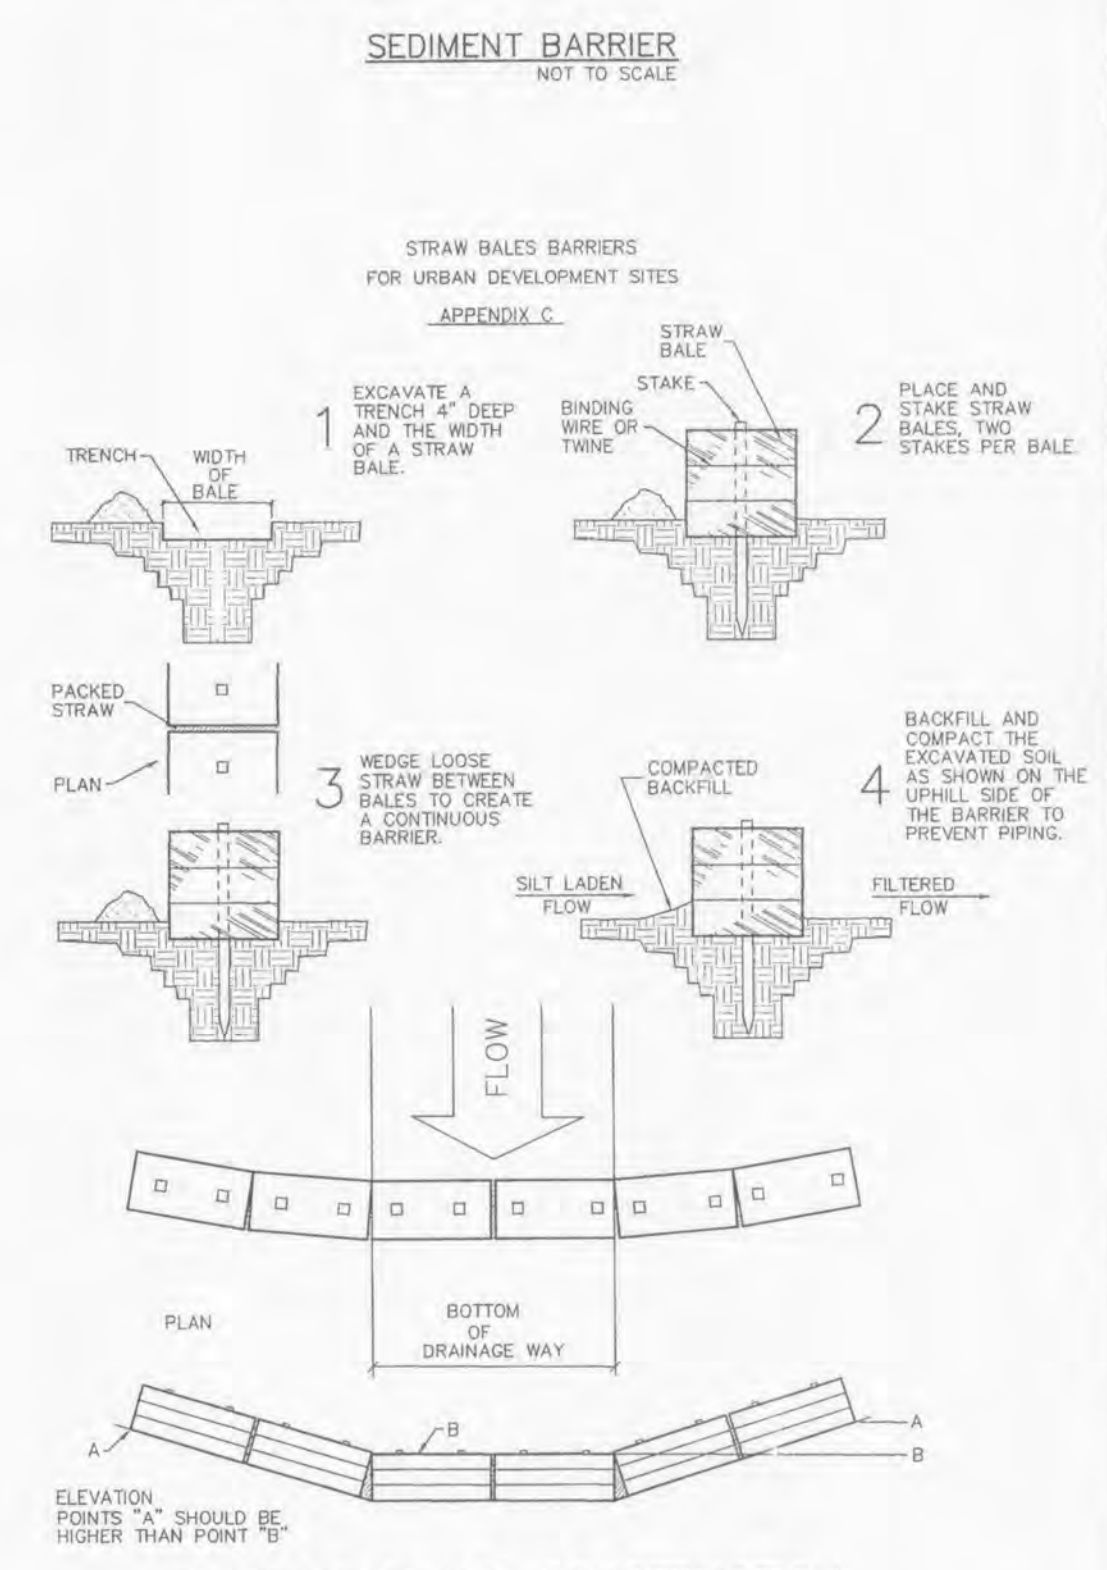 SEDIMENT BARRIER
NOT TO SCALE
STRAW BALES BARRIERS
FOR URBAN DEVELOPMENT SITES
APPENDIX C
1
EXCAVATE A
TRENCH 4" DEEP
AND THE WIDTH
OF A STRAW
BALE.
TRENCH
WIDTH
OF
BALE
STRAW
BALE
STAKE
BINDING
WIRE OR
TWINE
2
PLACE AND
STAKE STRAW
BALES, TWO
STAKES PER BALE.
PACKED
STRAW
PLAN
3
WEDGE LOOSE
STRAW BETWEEN
BALES TO CREATE
A CONTINUOUS
BARRIER.
COMPACTED
BACKFILL
4
BACKFILL AND
COMPACT THE
EXCAVATED SOIL
AS SHOWN ON THE
UPHILL SIDE OF
THE BARRIER TO
PREVENT PIPING.
SILT LADEN
FLOW
FILTERED
FLOW
FLOW
PLAN
BOTTOM
OF
DRAINAGE WAY
A
B
A
B
ELEVATION
POINTS "A" SHOULD BE
HIGHER THAN POINT "B"